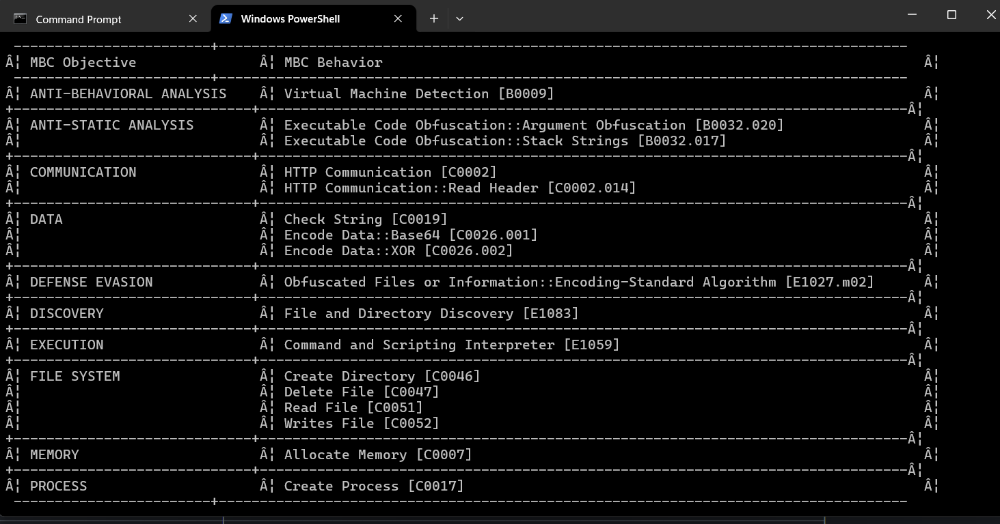 Command Prompt
Windows PowerShell
-----------------------+-------------------------------------------------------------------------------------
Â¦ MBC Objective Â¦ MBC Behavior Â¦
-----------------------+-------------------------------------------------------------------------------------
Â¦ ANTI-BEHAVIORAL ANALYSIS Â¦ Virtual Machine Detection [B0009] Â¦
+-----------------------------+-------------------------------------------------------------------------------Â¦
Â¦ ANTI-STATIC ANALYSIS Â¦ Executable Code Obfuscation::Argument Obfuscation [B0032.020] Â¦
Â¦ Â¦ Executable Code Obfuscation::Stack Strings [B0032.017] Â¦
+-----------------------------+-------------------------------------------------------------------------------Â¦
Â¦ COMMUNICATION Â¦ HTTP Communication [C0002] Â¦
Â¦ Â¦ HTTP Communication::Read Header [C0002.014] Â¦
+-----------------------------+-------------------------------------------------------------------------------Â¦
Â¦ DATA Â¦ Check String [C0019] Â¦
Â¦ Â¦ Encode Data::Base64 [C0026.001] Â¦
Â¦ Â¦ Encode Data::XOR [C0026.002] Â¦
+-----------------------------+-------------------------------------------------------------------------------Â¦
Â¦ DEFENSE EVASION Â¦ Obfuscated Files or Information::Encoding-Standard Algorithm [E1027.m02] Â¦
+-----------------------------+-------------------------------------------------------------------------------Â¦
Â¦ DISCOVERY Â¦ File and Directory Discovery [E1083] Â¦
+-----------------------------+-------------------------------------------------------------------------------Â¦
Â¦ EXECUTION Â¦ Command and Scripting Interpreter [E1059] Â¦
+-----------------------------+-------------------------------------------------------------------------------Â¦
Â¦ FILE SYSTEM Â¦ Create Directory [C0046] Â¦
Â¦ Â¦ Delete File [C0047] Â¦
Â¦ Â¦ Read File [C0051] Â¦
Â¦ Â¦ Writes File [C0052] Â¦
+-----------------------------+-------------------------------------------------------------------------------Â¦
Â¦ MEMORY Â¦ Allocate Memory [C0007] Â¦
+-----------------------------+-------------------------------------------------------------------------------Â¦
Â¦ PROCESS Â¦ Create Process [C0017] Â¦
-----------------------+-------------------------------------------------------------------------------------